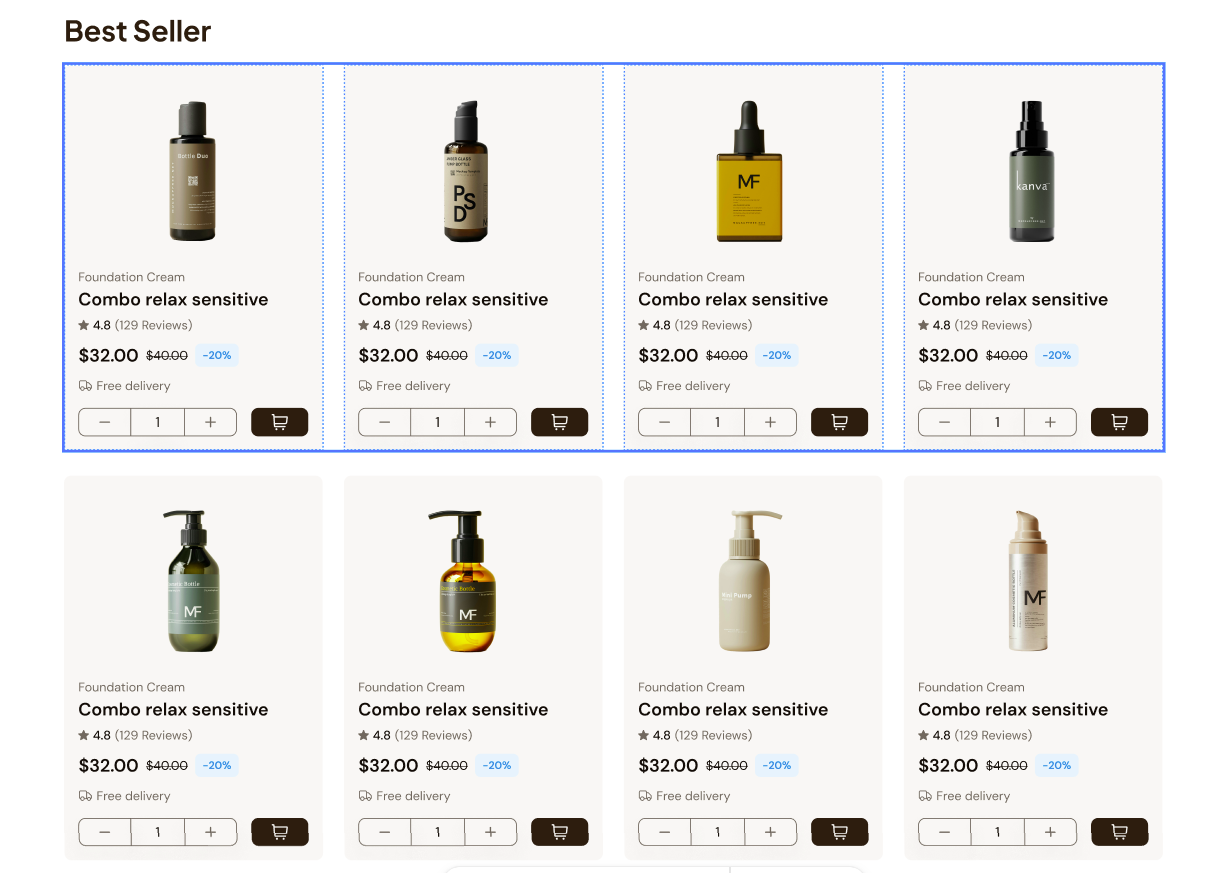 Best Seller
Bottle Duo
AMBER GLASS
PUMP BOTTLE
PSD
MF
kanva
Foundation Cream
Combo relax sensitive
4.8 (129 Reviews)
$32.00 $40.00 -20%
Free delivery
1
Foundation Cream
Combo relax sensitive
4.8 (129 Reviews)
$32.00 $40.00 -20%
Free delivery
1
Foundation Cream
Combo relax sensitive
4.8 (129 Reviews)
$32.00 $40.00 -20%
Free delivery
1
Foundation Cream
Combo relax sensitive
4.8 (129 Reviews)
$32.00 $40.00 -20%
Free delivery
1
Bottle
MF
Bottle
MF
Mini Pump
MF
Foundation Cream
Combo relax sensitive
4.8 (129 Reviews)
$32.00 $40.00 -20%
Free delivery
1
Foundation Cream
Combo relax sensitive
4.8 (129 Reviews)
$32.00 $40.00 -20%
Free delivery
1
Foundation Cream
Combo relax sensitive
4.8 (129 Reviews)
$32.00 $40.00 -20%
Free delivery
1
Foundation Cream
Combo relax sensitive
4.8 (129 Reviews)
$32.00 $40.00 -20%
Free delivery
1